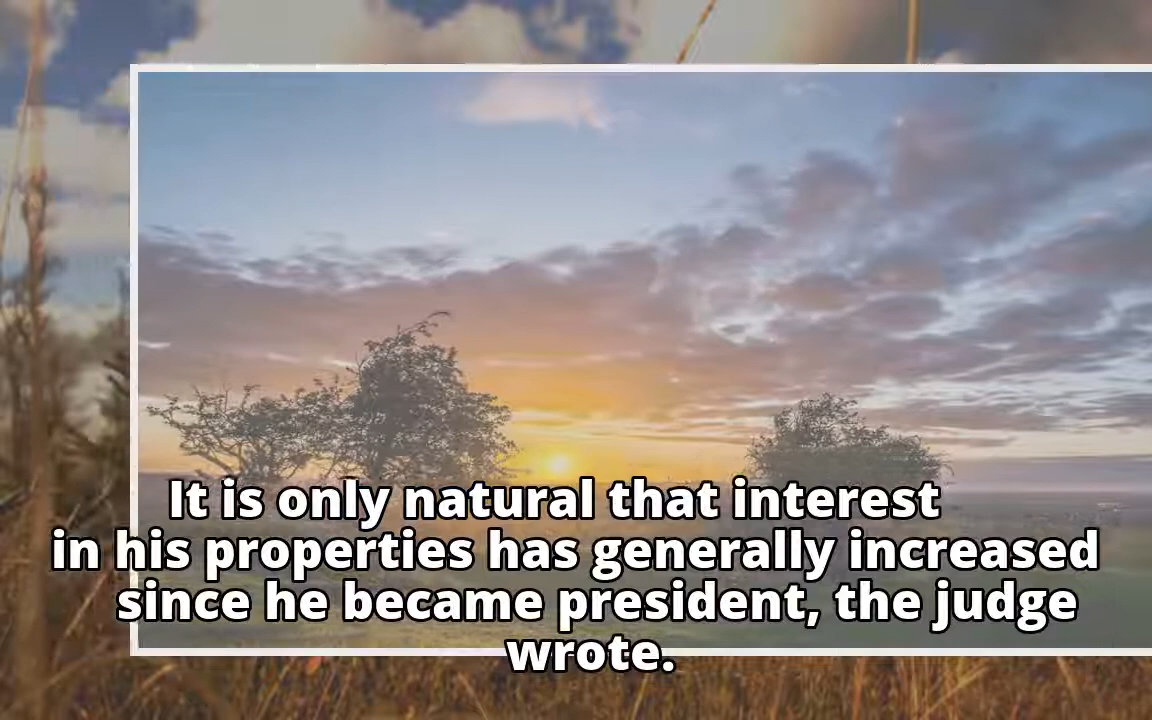 It is only natural that interest
in his properties has generally increased
since he became president, the judge
wrote.